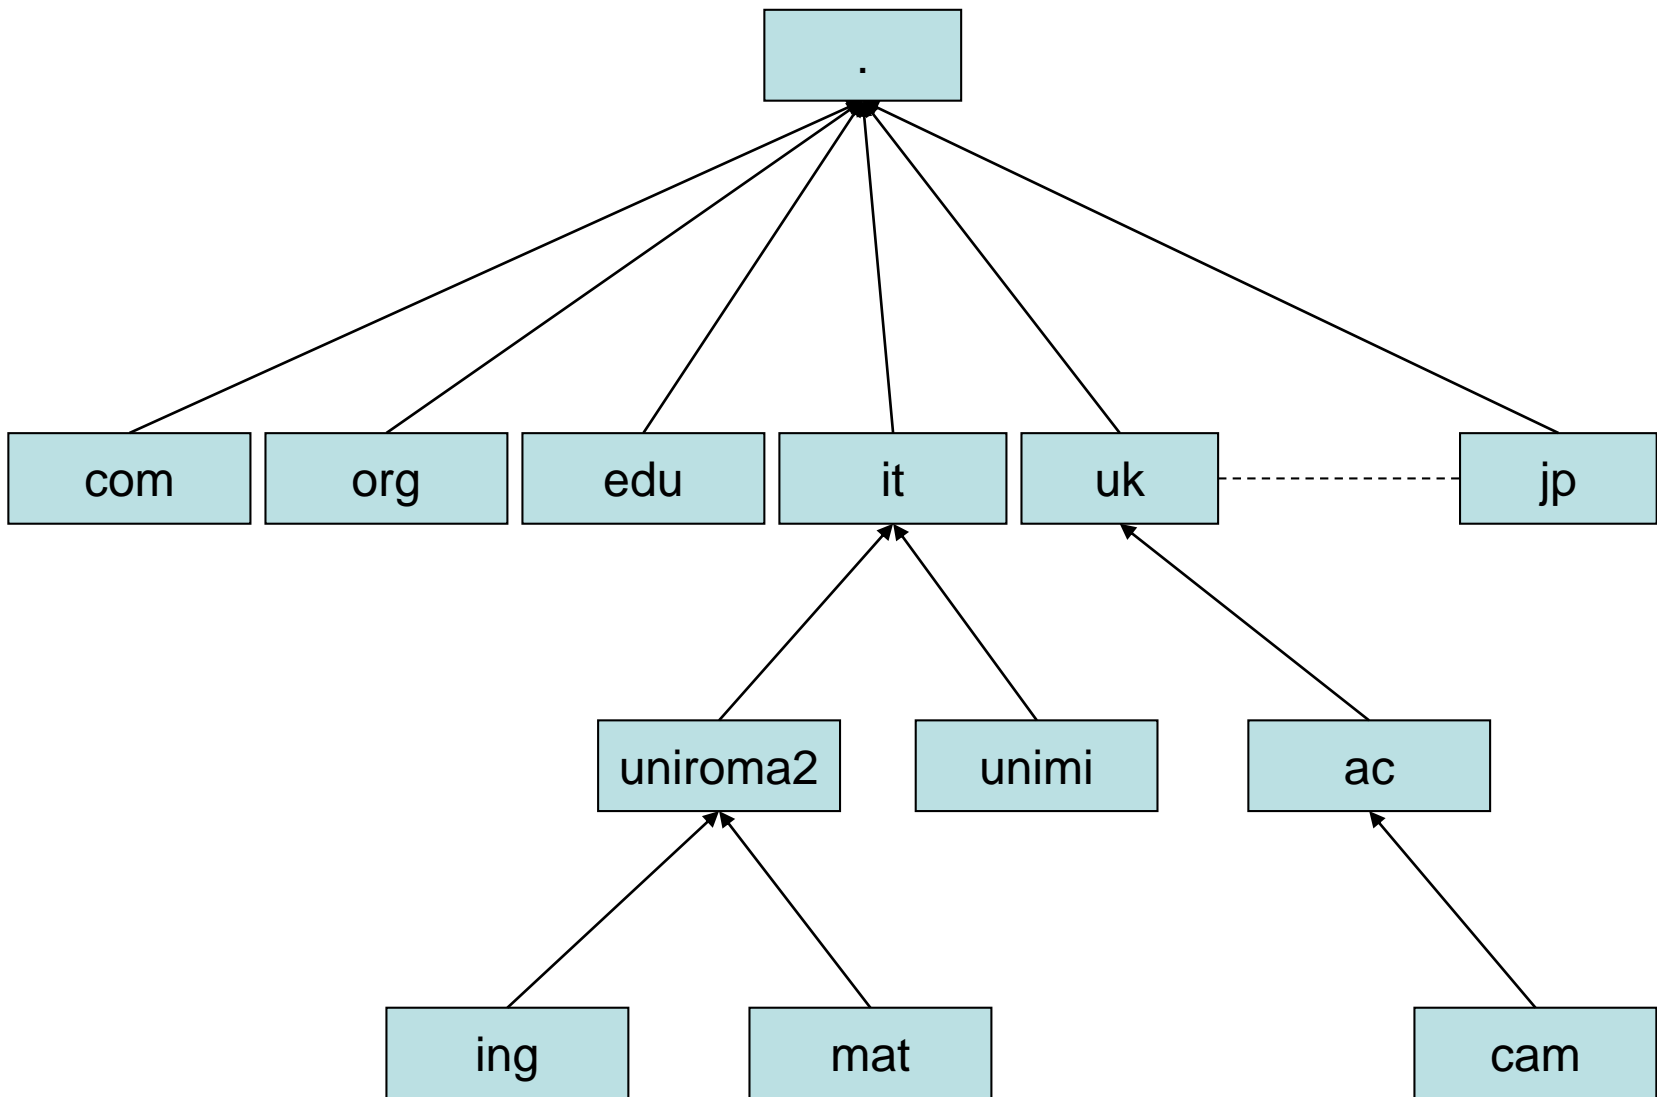 .
com
org
edu
it
uk
jp
uniroma2
unimi
ac
ing
mat
cam